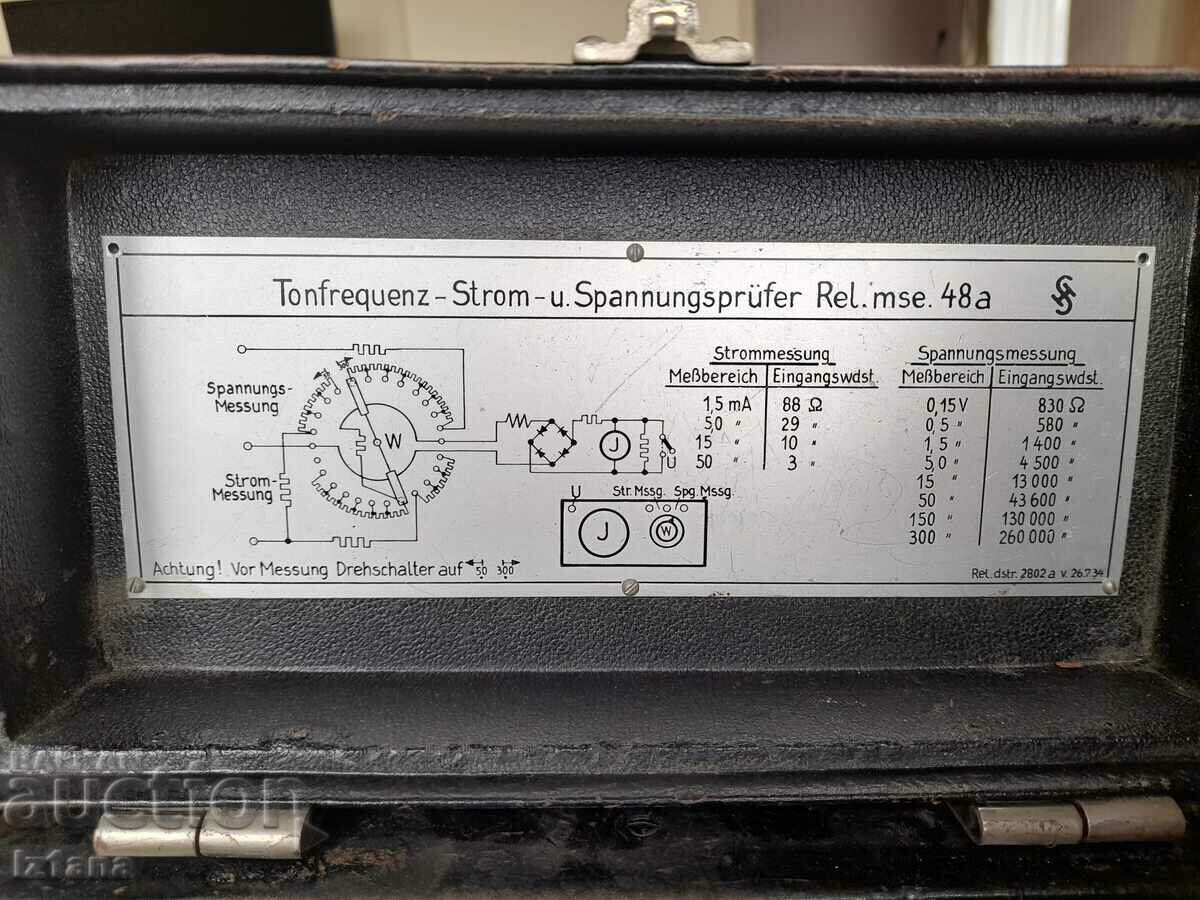 Tonfrequenz-Strom-u. Spannungsprüfer Rel. mse. 48a
Spannungs-
Messung
Strom-
Messung
W
J
U
U
Str. Mssg. Spg. Mssg.
J
W
Achtung! Vor Messung Drehschalter auf 50 300
Strommessung
Meßbereich Eingangswdst.
1,5 mA 88 Ω
5,0 " 29 "
15 " 10 "
50 " 3 "
Spannungsmessung
Meßbereich Eingangswdst.
0,15 V 830 Ω
0,5 " 580 "
1,5 " 1 400 "
5,0 " 4 500 "
15 " 13 000 "
50 " 43 600 "
150 " 130 000 "
300 " 260 000 "
Rel. dstr. 2802 a v. 26.7.34
auction
Iztana